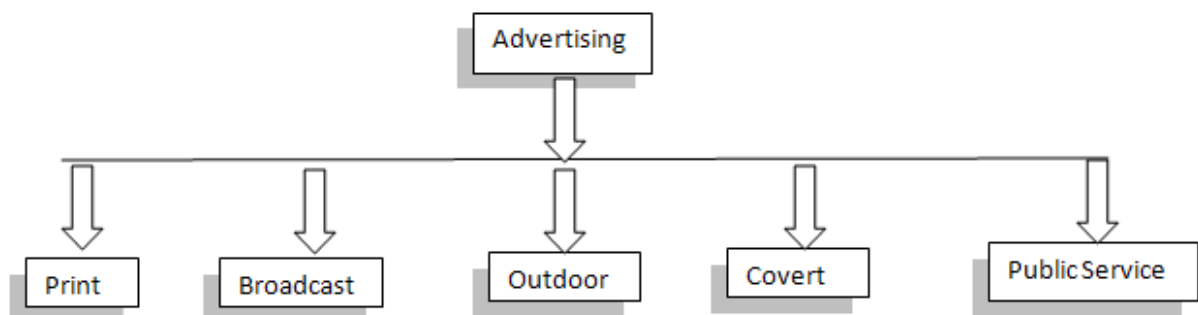 Advertising
Print
Broadcast
Outdoor
Covert
Public Service